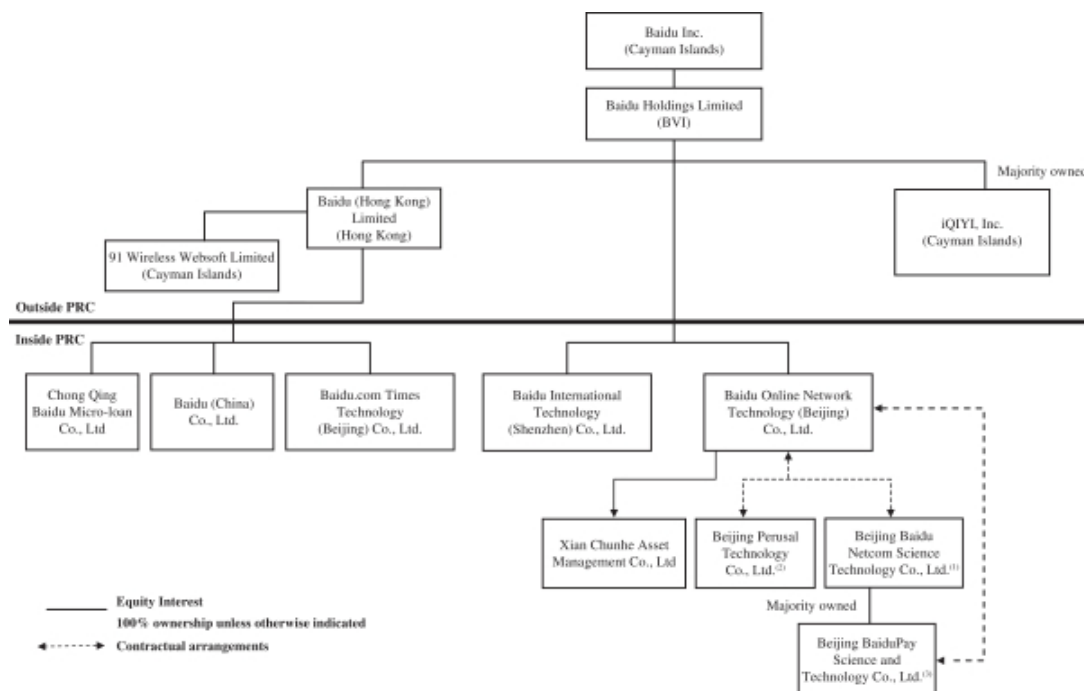 Baidu Inc.
(Cayman Islands)
Baidu Holdings Limited
(BVI)
Majority owned
Baidu (Hong Kong)
Limited
(Hong Kong)
iQIYI, Inc.
(Cayman Islands)
91 Wireless Websoft Limited
(Cayman Islands)
Outside PRC
Inside PRC
Chong Qing
Baidu Micro-loan
Co., Ltd
Baidu (China)
Co., Ltd.
Baidu.com Times
Technology
(Beijing) Co., Ltd.
Baidu International
Technology
(Shenzhen) Co., Ltd.
Baidu Online Network
Technology (Beijing)
Co., Ltd.
Xian Chunhe Asset
Management Co., Ltd
Beijing Perusal
Technology
Co., Ltd.(2)
Beijing Baidu
Netcom Science
Technology Co., Ltd.(1)
Majority owned
Beijing BaiduPay
Science and
Technology Co., Ltd.(3)
Equity Interest
100% ownership unless otherwise indicated
Contractual arrangements